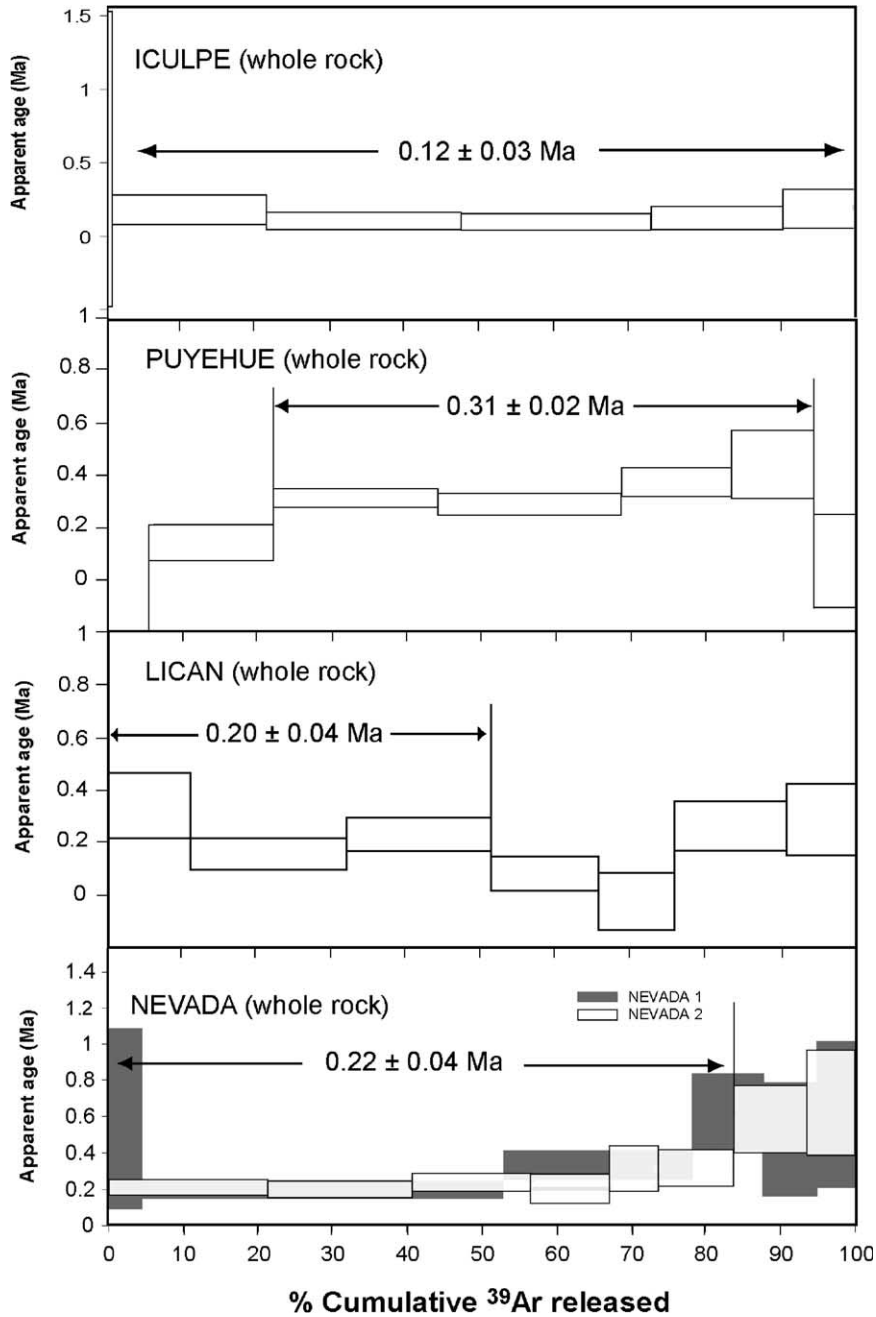 1.5
ICULPE (whole rock)
1
Apparent age (Ma)
0.12 ± 0.03 Ma
0.5
0
1
PUYEHUE (whole rock)
0.8
Apparent age (Ma)
0.31 ± 0.02 Ma
0.6
0.4
0.2
0
1
LICAN (whole rock)
0.8
Apparent age (Ma)
0.20 ± 0.04 Ma
0.6
0.4
0.2
0
1.4
NEVADA (whole rock)
NEVADA 1
NEVADA 2
1.2
Apparent age (Ma)
1
0.22 ± 0.04 Ma
0.8
0.6
0.4
0.2
0
0 10 20 30 40 50 60 70 80 90 100
% Cumulative ³⁹Ar released